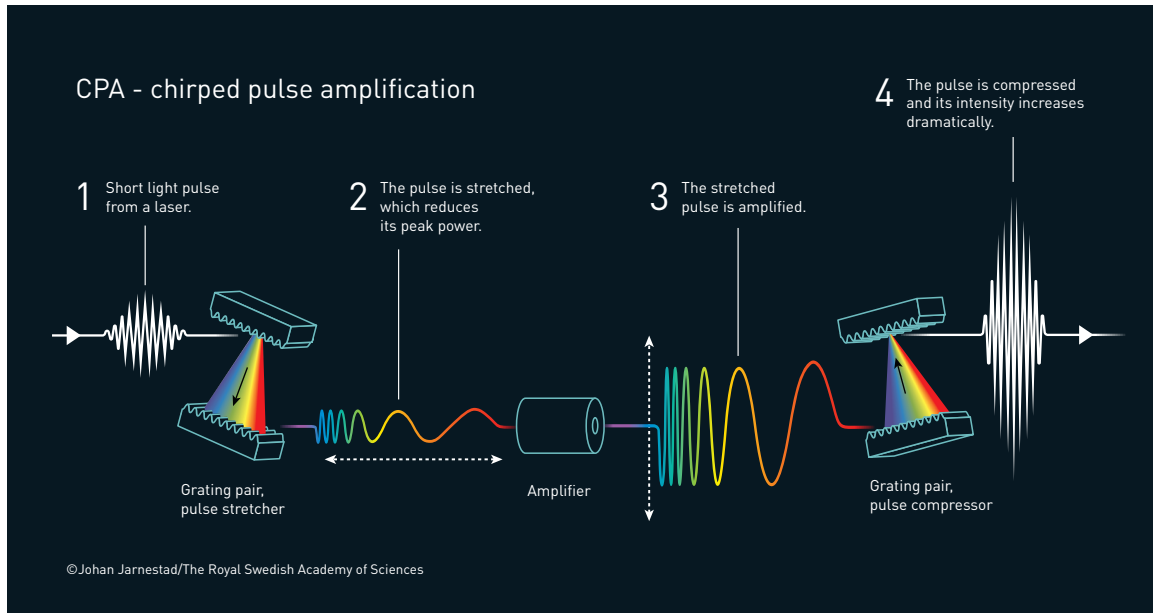 CPA - chirped pulse amplification
1 Short light pulse
from a laser.
2 The pulse is stretched,
which reduces
its peak power.
3 The stretched
pulse is amplified.
4 The pulse is compressed
and its intensity increases
dramatically.
Grating pair,
pulse stretcher
Amplifier
Grating pair,
pulse compressor
©Johan Jarnestad/The Royal Swedish Academy of Sciences